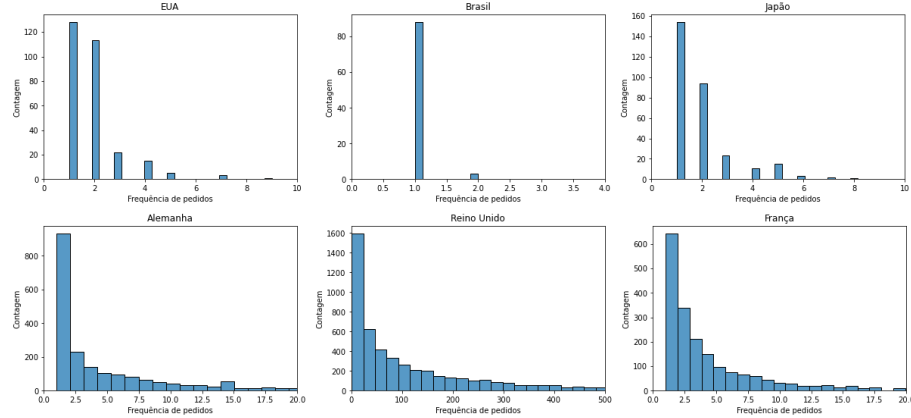 EUA
Contagem
120
100
80
60
40
20
0
0 2 4 6 8 10
Frequência de pedidos
Brasil
Contagem
80
60
40
20
0
0.0 0.5 1.0 1.5 2.0 2.5 3.0 3.5 4.0
Frequência de pedidos
Japão
Contagem
160
140
120
100
80
60
40
20
0
0 2 4 6 8 10
Frequência de pedidos
Alemanha
Contagem
800
600
400
200
0
0.0 2.5 5.0 7.5 10.0 12.5 15.0 17.5 20.0
Frequência de pedidos
Reino Unido
Contagem
1600
1400
1200
1000
800
600
400
200
0
0 100 200 300 400 500
Frequência de pedidos
França
Contagem
600
500
400
300
200
100
0
0.0 2.5 5.0 7.5 10.0 12.5 15.0 17.5 20.0
Frequência de pedidos